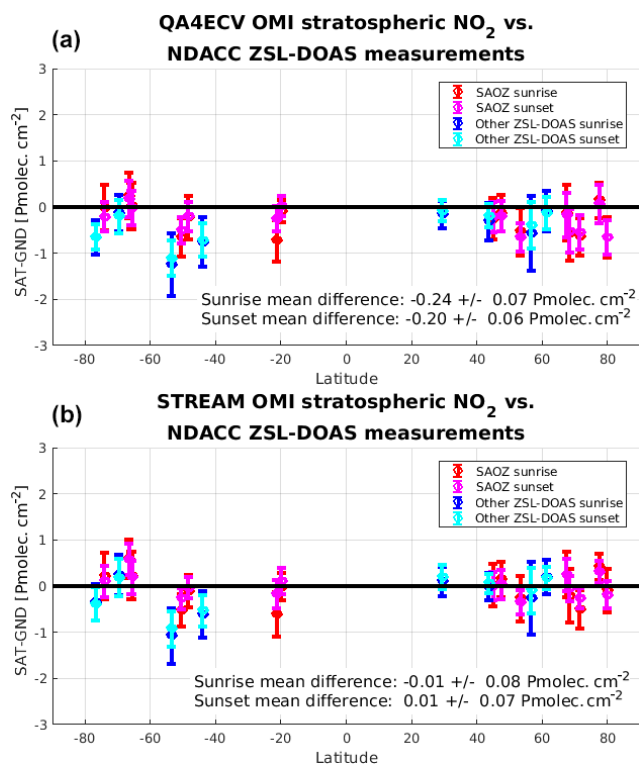 (a)
QA4ECV OMI stratospheric NO2 vs.
NDACC ZSL-DOAS measurements
SAT-GND [Pmolec. cm-2]
3
2
1
0
-1
-2
-3
SAOZ sunrise
SAOZ sunset
Other ZSL-DOAS sunrise
Other ZSL-DOAS sunset
Sunrise mean difference: -0.24 +/- 0.07 Pmolec. cm-2
Sunset mean difference: -0.20 +/- 0.06 Pmolec. cm-2
-80 -60 -40 -20 0 20 40 60 80
Latitude
(b)
STREAM OMI stratospheric NO2 vs.
NDACC ZSL-DOAS measurements
SAT-GND [Pmolec. cm-2]
3
2
1
0
-1
-2
-3
SAOZ sunrise
SAOZ sunset
Other ZSL-DOAS sunrise
Other ZSL-DOAS sunset
Sunrise mean difference: -0.01 +/- 0.08 Pmolec. cm-2
Sunset mean difference: 0.01 +/- 0.07 Pmolec. cm-2
-80 -60 -40 -20 0 20 40 60 80
Latitude